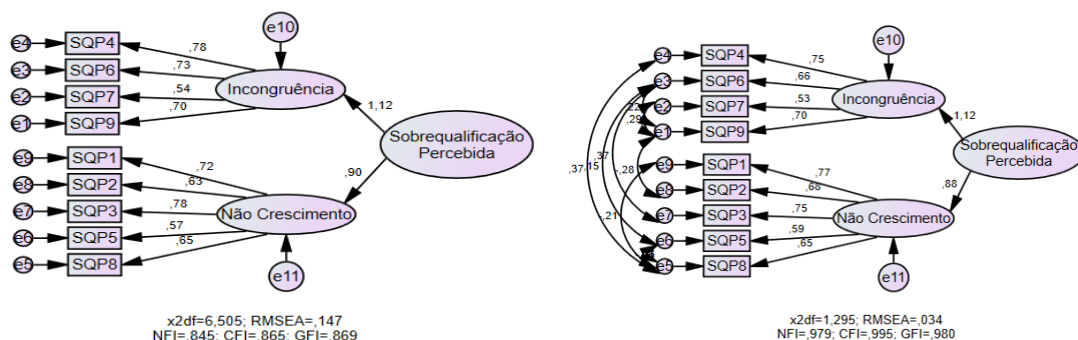 e10
e4 SQP4 ,78
e3 SQP6 ,73
e2 SQP7 ,54
e1 SQP9 ,70
Incongruência
1,12
Sobrequalificação
Percebida
,90
e9 SQP1 ,72
e8 SQP2 ,63
e7 SQP3 ,78
e6 SQP5 ,57
e5 SQP8 ,65
Não Crescimento
e11
x2df=6,505; RMSEA=,147
NFI=,845; CFI=,865; GFI=,869
e10
e4 SQP4 ,75
e3 SQP6 ,66
e2 SQP7 ,53
e1 SQP9 ,70
Incongruência
,22
,29
1,12
Sobrequalificação
Percebida
,88
,37 ,15 ,37 -,28
-,21
e9 SQP1 ,77
e8 SQP2 ,68
e7 SQP3 ,75
e6 SQP5 ,59
e5 SQP8 ,65
Não Crescimento
e11
x2df=1,295; RMSEA=,034
NFI=,979; CFI=,995; GFI=,980